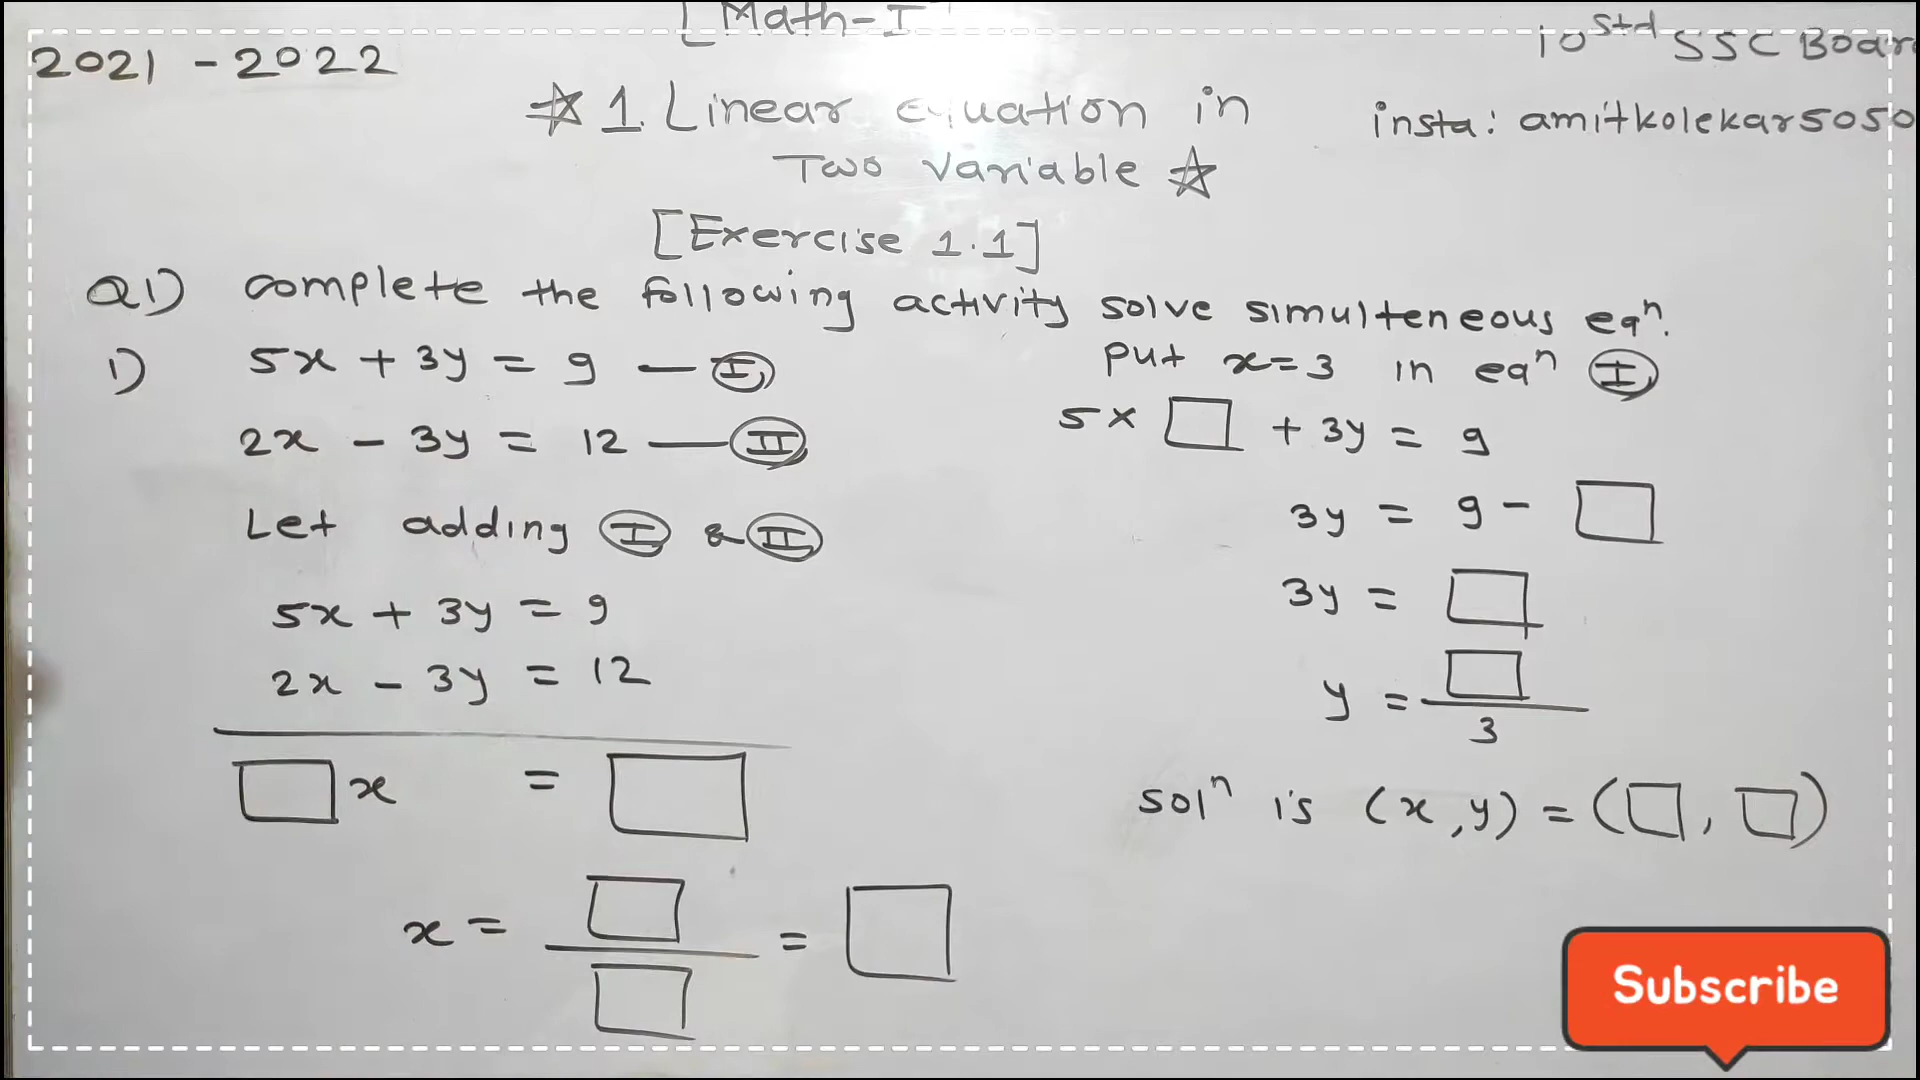 [Math-I
2021 - 2022
10std SSC Boar
☆ 1. Linear equation in
Two variable ☆
insta: amitkolekar5050
[Exercise 1.1]
Q1) complete the following activity solve simulteneous eqn.
1) 5x + 3y = 9 — I
2x - 3y = 12 — II
Let adding I & II
5x + 3y = 9
2x - 3y = 12
□x = □
x = □/□ = □
put x=3 in eqn I
5 × □ + 3y = 9
3y = 9 - □
3y = □
y = □/3
soln is (x,y) = (□, □)
Subscribe